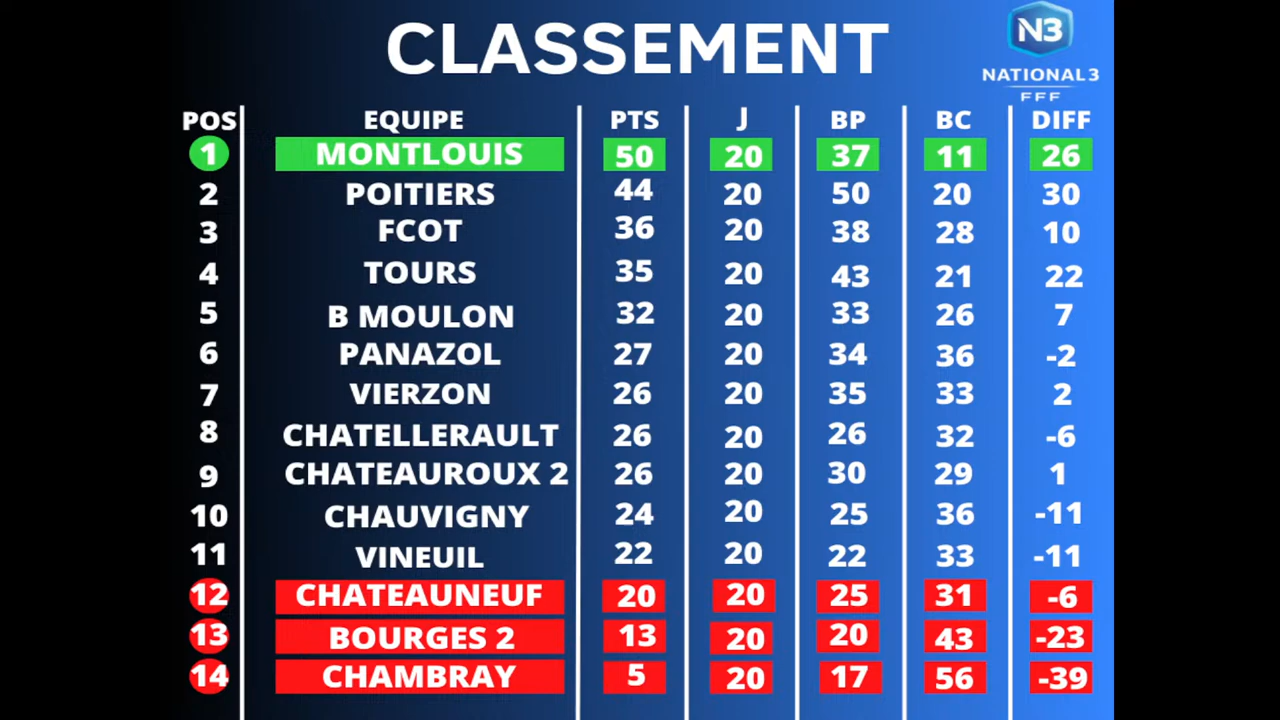 CLASSEMENT
N3
NATIONAL3
FFF
POS EQUIPE PTS J BP BC DIFF
1 MONTLOUIS 50 20 37 11 26
2 POITIERS 44 20 50 20 30
3 FCOT 36 20 38 28 10
4 TOURS 35 20 43 21 22
5 B MOULON 32 20 33 26 7
6 PANAZOL 27 20 34 36 -2
7 VIERZON 26 20 35 33 2
8 CHATELLERAULT 26 20 26 32 -6
9 CHATEAUROUX 2 26 20 30 29 1
10 CHAUVIGNY 24 20 25 36 -11
11 VINEUIL 22 20 22 33 -11
12 CHATEAUNEUF 20 20 25 31 -6
13 BOURGES 2 13 20 20 43 -23
14 CHAMBRAY 5 20 17 56 -39